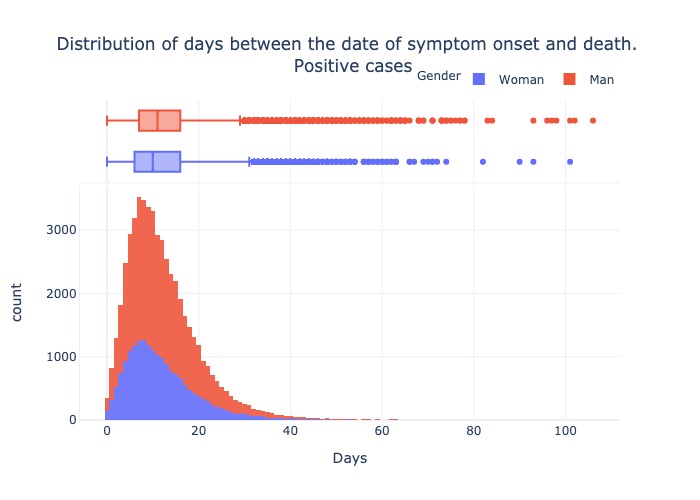 Distribution of days between the date of symptom onset and death.
Positive cases
Gender
Woman
Man
3000
2000
1000
0
count
0
20
40
60
80
100
Days